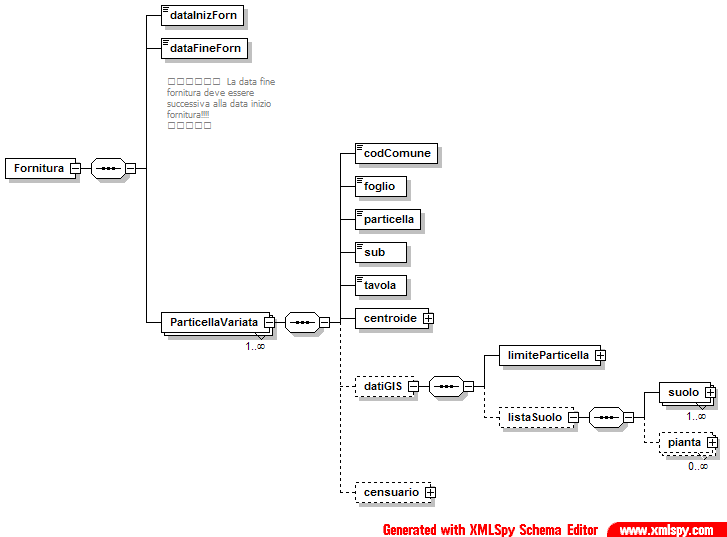 dataInizForn
dataFineForn
□□□□□□ La data fine
fornitura deve essere
successiva alla data inizio
fornitura!!!!
□□□□□
Fornitura
codComune
foglio
particella
sub
tavola
ParticellaVariata
centroide
1..∞
limiteParticella
datiGIS
suolo
listaSuolo
1..∞
pianta
0..∞
censuario
Generated with XMLSpy Schema Editor www.xmlspy.com